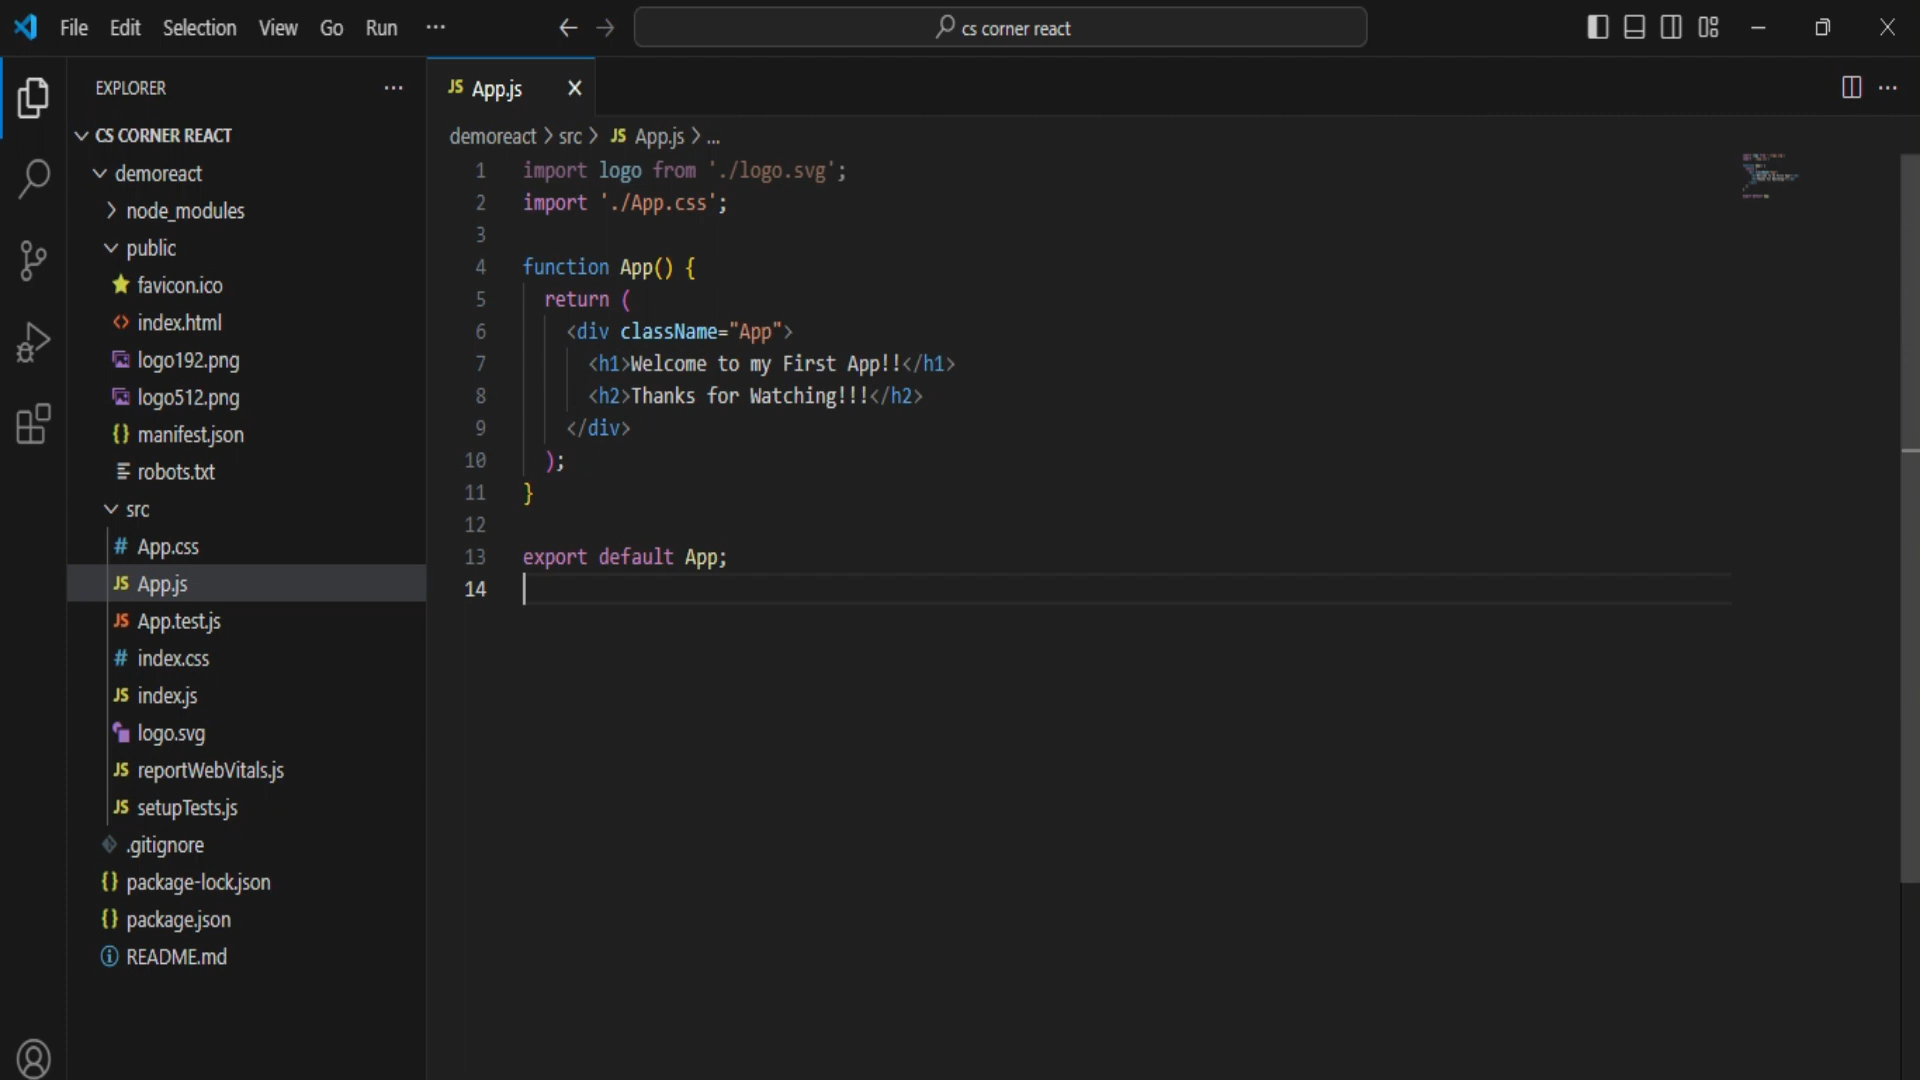 File Edit Selection View Go Run ...
cs corner react
EXPLORER ...
CS CORNER REACT
demoreact
node_modules
public
favicon.ico
<> index.html
logo192.png
logo512.png
{} manifest.json
robots.txt
src
# App.css
JS App.js
JS App.test.js
# index.css
JS index.js
logo.svg
JS reportWebVitals.js
JS setupTests.js
.gitignore
{} package-lock.json
{} package.json
README.md
JS App.js
demoreact > src > JS App.js > ...
1 import logo from './logo.svg';
2 import './App.css';
3
4 function App() {
5 return (
6 <div className="App">
7 <h1>Welcome to my First App!!</h1>
8 <h2>Thanks for Watching!!!</h2>
9 </div>
10 );
11 }
12
13 export default App;
14